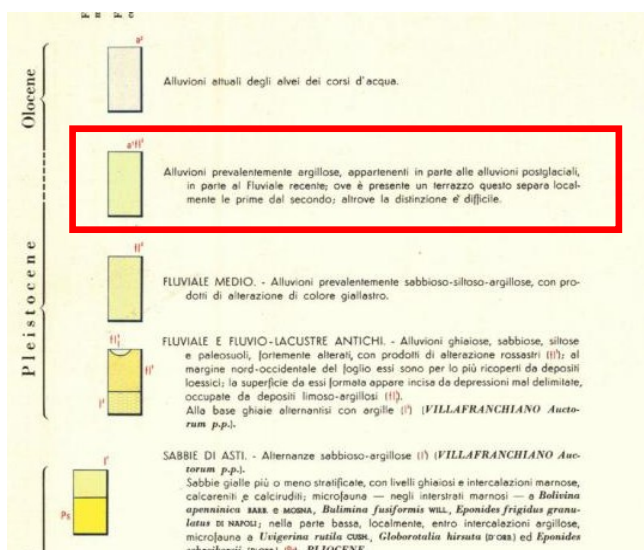 Olocene
Pleistocene
a²
Alluvioni attuali degli alvei dei corsi d'acqua.
a¹fl³
Alluvioni prevalentemente argillose, appartenenti in parte alle alluvioni postglaciali,
in parte al Fluviale recente; ove è presente un terrazzo questo separa local-
mente le prime dal secondo; altrove la distinzione e' difficile.
fl²
FLUVIALE MEDIO. - Alluvioni prevalentemente sabbioso-siltoso-argillose, con pro-
dotti di alterazione di colore giallastro.
fl¹
l¹
FLUVIALE E FLUVIO-LACUSTRE ANTICHI. - Alluvioni ghiaiose, sabbiose, siltose
e paleosuoli, fortemente alterati, con prodotti di alterazione rossastri (fl¹); al
margine nord-occidentale del foglio essi sono per lo più ricoperti da depositi
loessici; la superficie da essi formata appare incisa da depressioni mal delimitate,
occupate da depositi limoso-argillosi
Alla base ghiaie alternantisi con argille (l¹) (VILLAFRANCHIANO Aucto-
rum p.p.).
SABBIE DI ASTI. - Alternanze sabbioso-argillose (l¹) (VILLAFRANCHIANO Auc-
torum p.p.).
Sabbie gialle più o meno stratificate, con livelli ghiaiosi e intercalazioni marnose,
calcareniti e calciruditi; microfauna — negli interstrati marnosi — a Bolivina
apenninica BARB. e MOSNA, Bulimina fusiformis WILL., Eponides frigidus granu-
latus DI NAPOLI; nella parte bassa, localmente, entro intercalazioni argillose,
microfauna a Uvigerina rutila CUSH., Globorotalia hirsuta (D'ORB.) ed Eponides
PLIOCENE